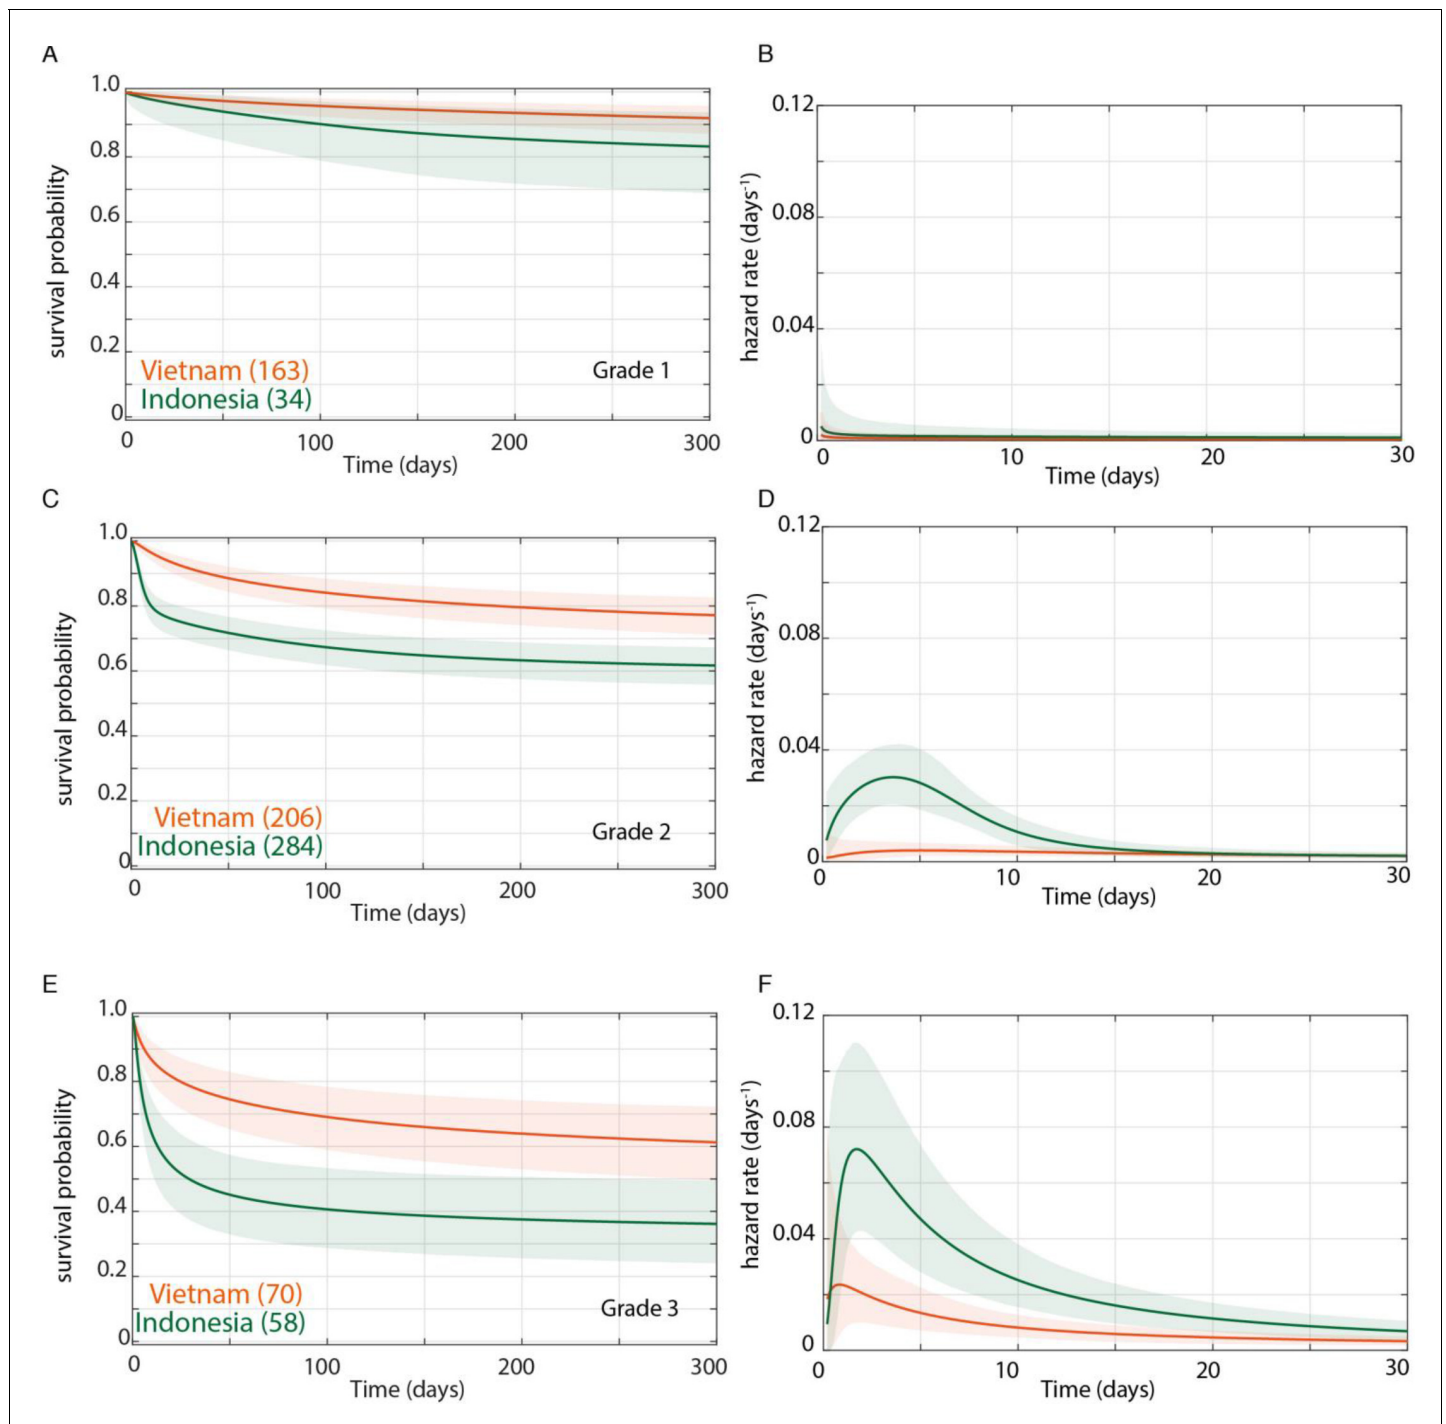 A
1.0
0.8
0.6
0.4
0.2
0
survival probability
Vietnam (163)
Indonesia (34)
Grade 1
0 100 200 300
Time (days)
B
0.12
0.08
0.04
0
hazard rate (days-1)
0 10 20 30
Time (days)
C
1.0
0.8
0.6
0.4
0.2
0
survival probability
Vietnam (206)
Indonesia (284)
Grade 2
0 100 200 300
Time (days)
D
0.12
0.08
0.04
0
hazard rate (days-1)
0 10 20 30
Time (days)
E
1.0
0.8
0.6
0.4
0.2
0
survival probability
Vietnam (70)
Indonesia (58)
Grade 3
0 100 200 300
Time (days)
F
0.12
0.08
0.04
0
hazard rate (days-1)
0 10 20 30
Time (days)